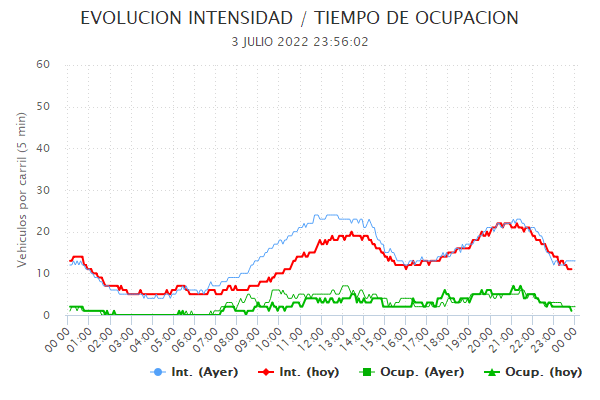 EVOLUCION INTENSIDAD / TIEMPO DE OCUPACION
3 JULIO 2022 23:56:02
Vehiculos por carril (5 min)
60
50
40
30
20
10
0
00:00 01:00 02:00 03:00 04:00 05:00 06:00 07:00 08:00 09:00 10:00 11:00 12:00 13:00 14:00 15:00 16:00 17:00 18:00 19:00 20:00 21:00 22:00 23:00 00:00
Int. (Ayer) Int. (hoy) Ocup. (Ayer) Ocup. (hoy)